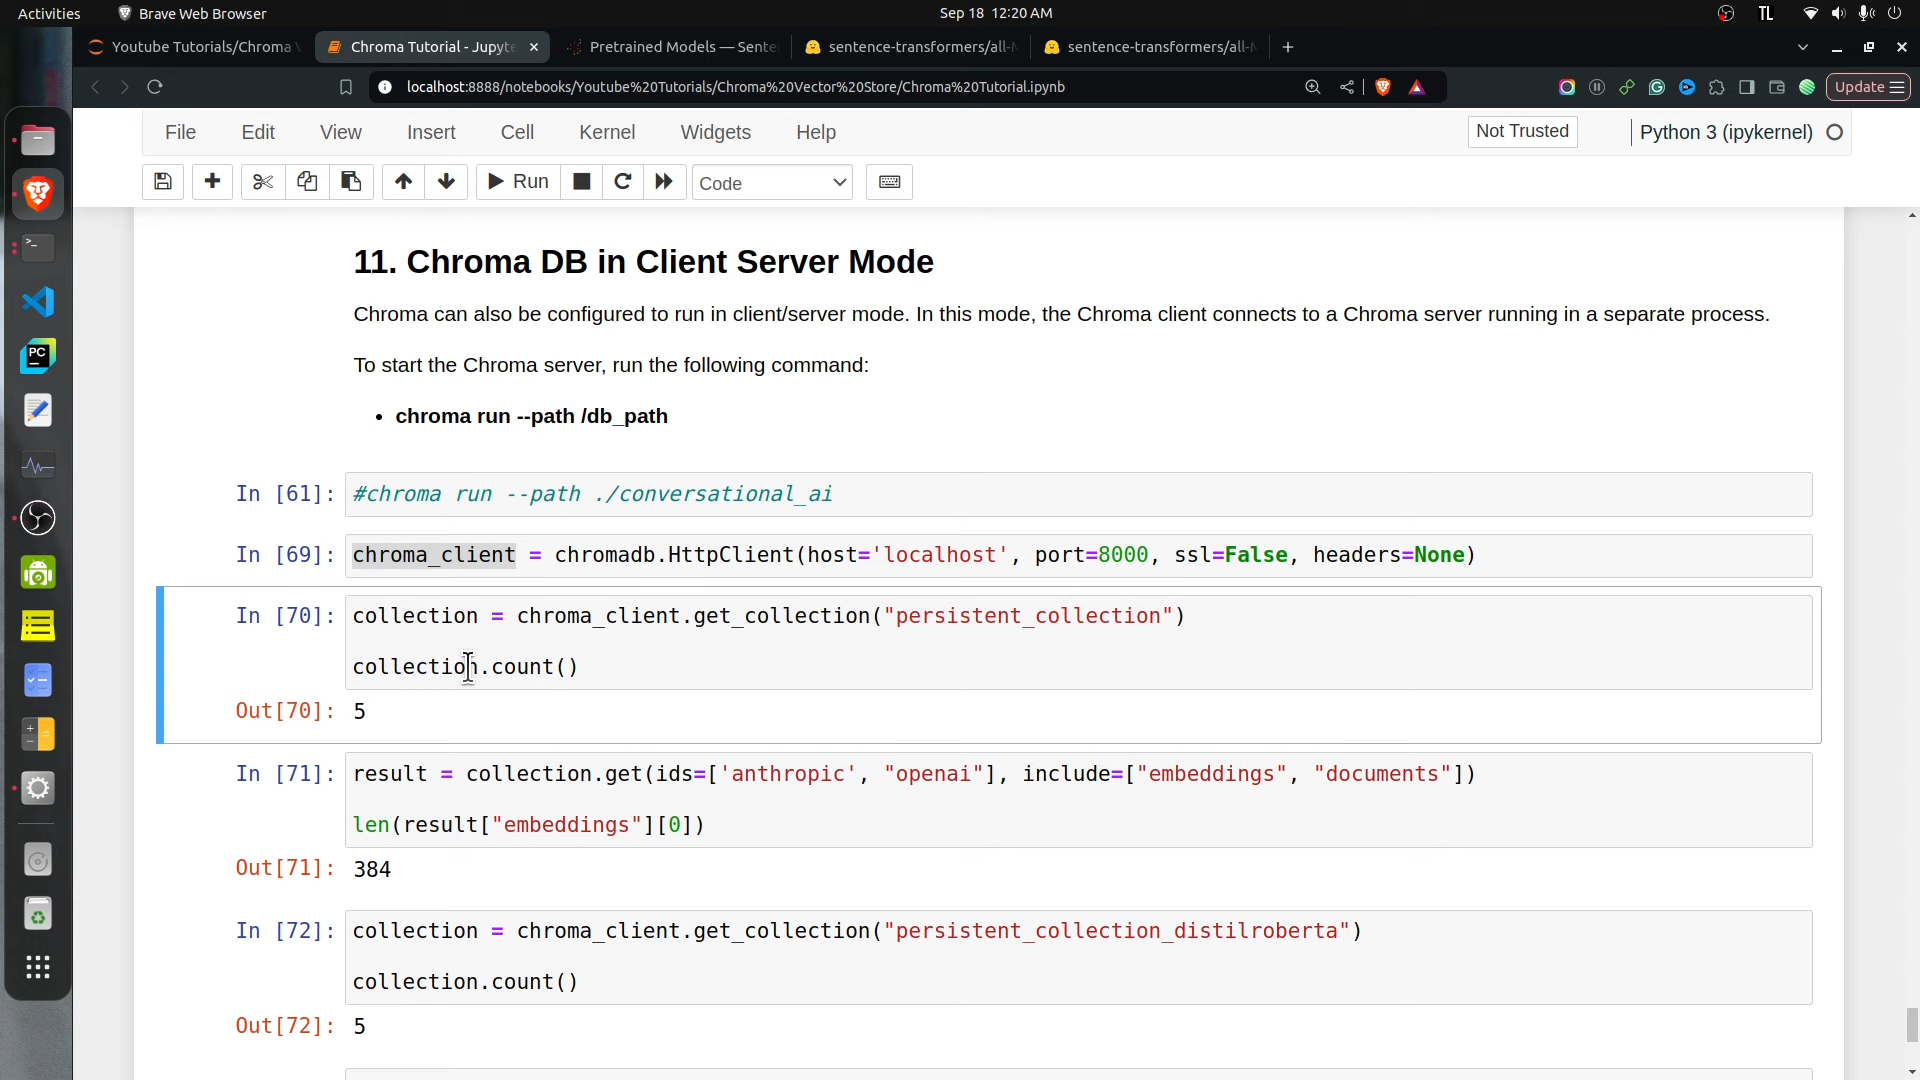 Activities
Brave Web Browser
Sep 18 12:20 AM
TL
Youtube Tutorials/Chroma
Chroma Tutorial - Jupyte
Pretrained Models — Sente
sentence-transformers/all-
sentence-transformers/all-
localhost:8888/notebooks/Youtube%20Tutorials/Chroma%20Vector%20Store/Chroma%20Tutorial.ipynb
Update
File Edit View Insert Cell Kernel Widgets Help
Not Trusted
Python 3 (ipykernel)
Run
Code
PC
11. Chroma DB in Client Server Mode
Chroma can also be configured to run in client/server mode. In this mode, the Chroma client connects to a Chroma server running in a separate process.
To start the Chroma server, run the following command:
• chroma run --path /db_path
In [61]: #chroma run --path ./conversational_ai
In [69]: chroma_client = chromadb.HttpClient(host='localhost', port=8000, ssl=False, headers=None)
In [70]: collection = chroma_client.get_collection("persistent_collection")
collection.count()
Out[70]: 5
In [71]: result = collection.get(ids=['anthropic', "openai"], include=["embeddings", "documents"])
len(result["embeddings"][0])
Out[71]: 384
In [72]: collection = chroma_client.get_collection("persistent_collection_distilroberta")
collection.count()
Out[72]: 5